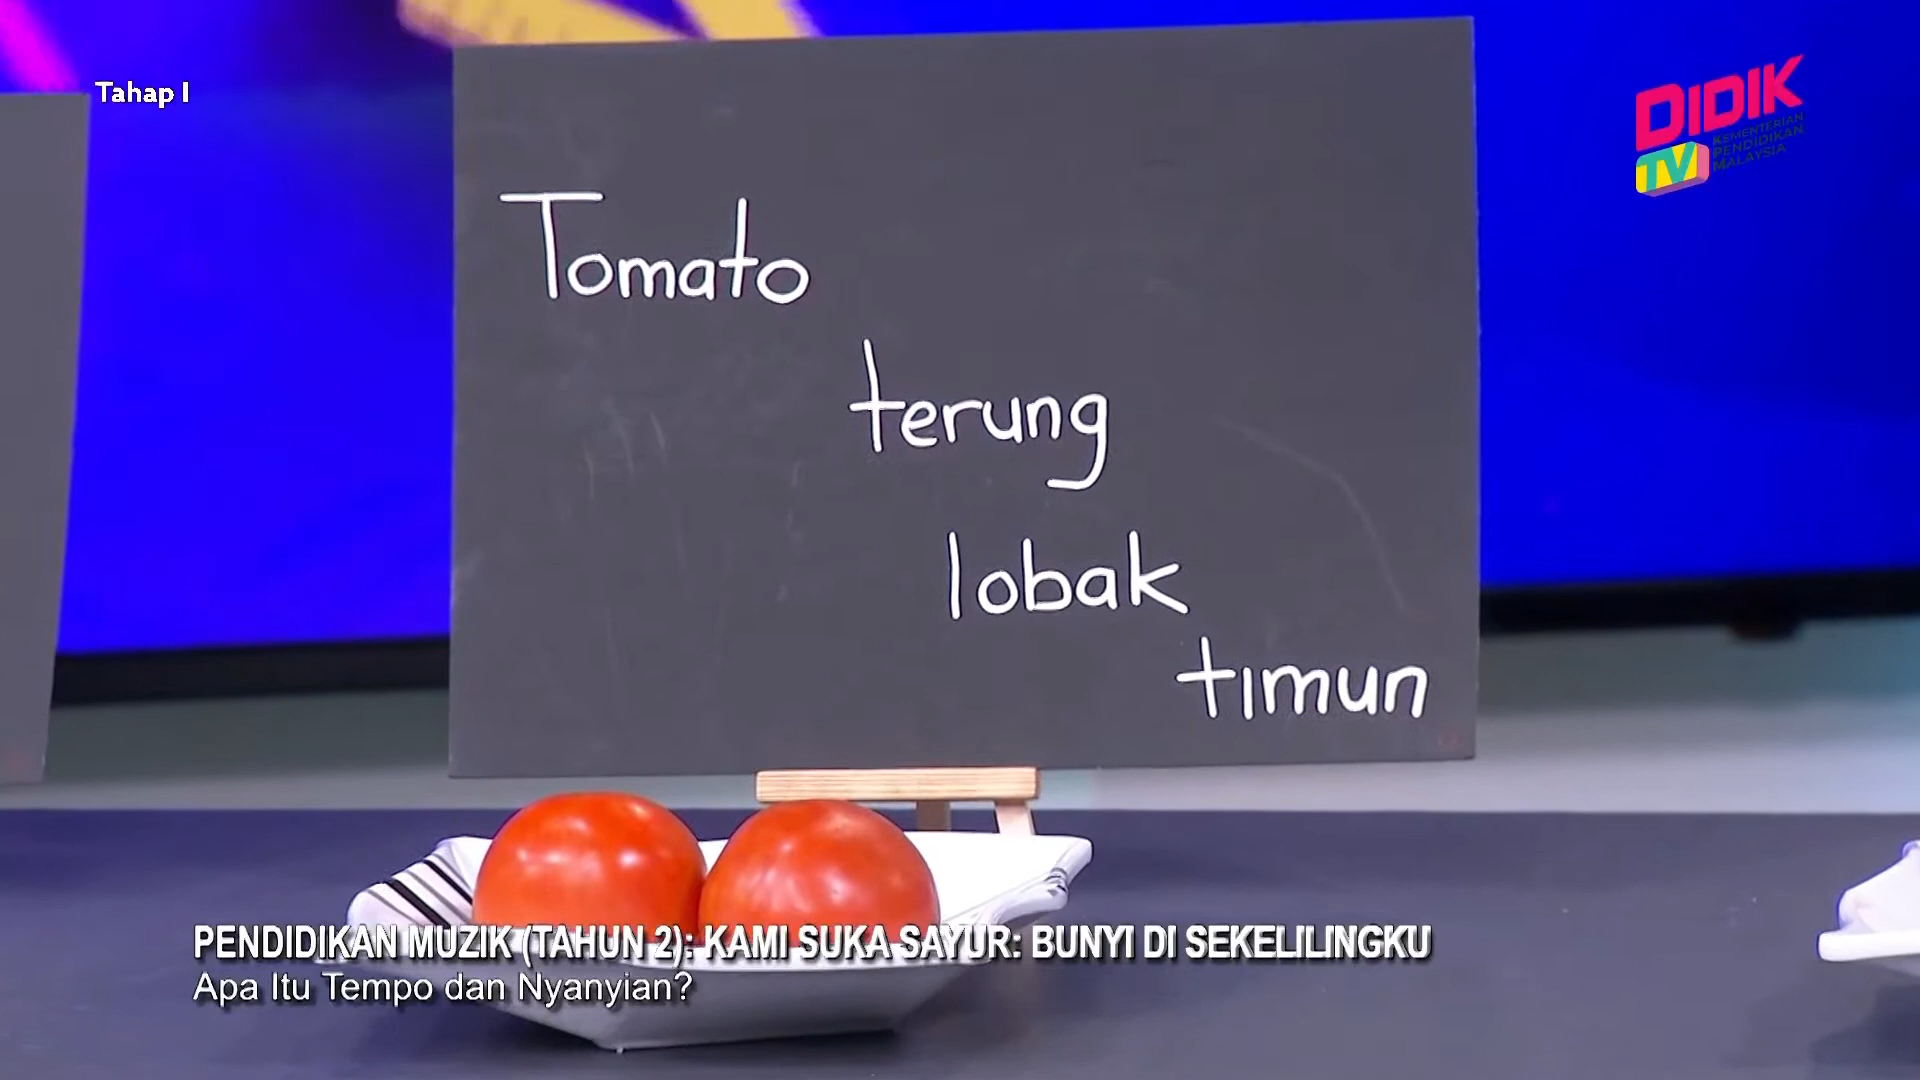 Tahap I
DIDIK
TV
KEMENTERIAN
PENDIDIKAN
MALAYSIA
Tomato
terung
lobak
timun
PENDIDIKAN MUZIK (TAHUN 2): KAMI SUKA SAYUR: BUNYI DI SEKELILINGKU
Apa Itu Tempo dan Nyanyian?